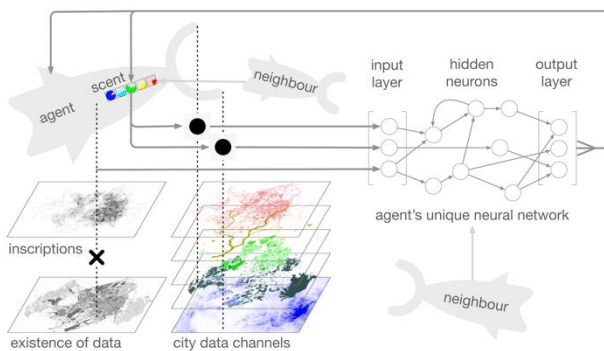 scent
agent
neighbour
input
layer
hidden
neurons
output
layer
agent's unique neural network
inscriptions
neighbour
existence of data
city data channels